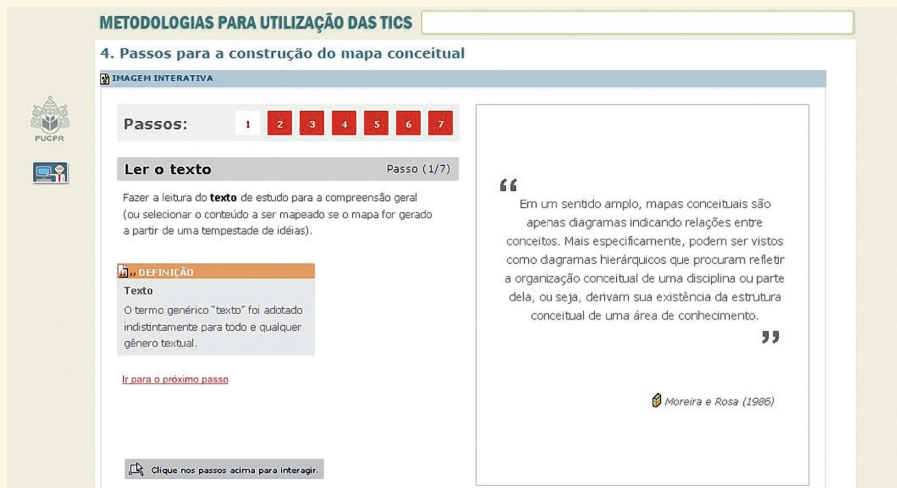 METODOLOGIAS PARA UTILIZAÇÃO DAS TICS
4. Passos para a construção do mapa conceitual
IMAGEM INTERATIVA
PUCPR
Passos: 1 2 3 4 5 6 7
Ler o texto Passo (1/7)
Fazer a leitura do texto de estudo para a compreensão geral
(ou selecionar o conteúdo a ser mapeado se o mapa for gerado
a partir de uma tempestade de idéias).
DEFINIÇÃO
Texto
O termo genérico "texto" foi adotado
indistintamente para todo e qualquer
gênero textual.
Ir para o próximo passo
Clique nos passos acima para interagir.
“
Em um sentido amplo, mapas conceituais são
apenas diagramas indicando relações entre
conceitos. Mais especificamente, podem ser vistos
como diagramas hierárquicos que procuram refletir
a organização conceitual de uma disciplina ou parte
dela, ou seja, derivam sua existência da estrutura
conceitual de uma área de conhecimento.
”
Moreira e Rosa (1986)